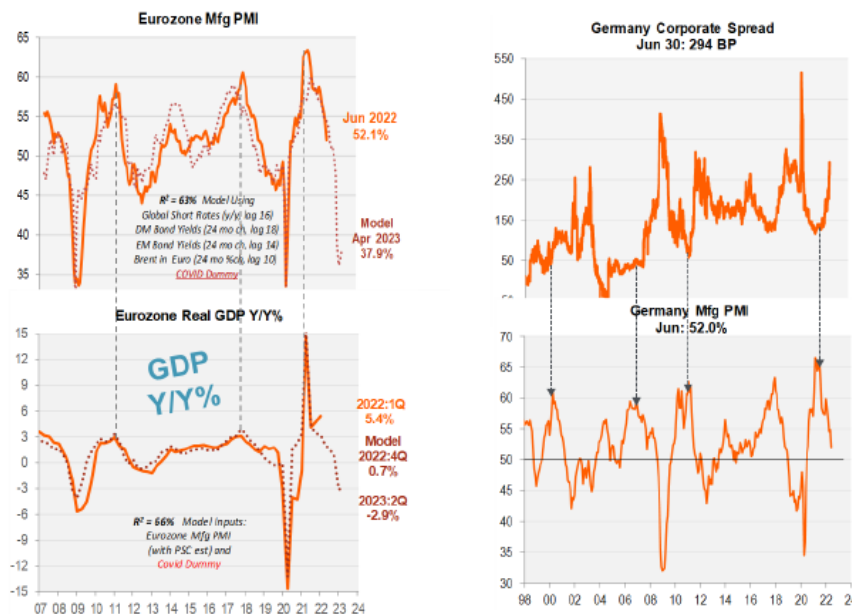 Eurozone Mfg PMI
65
60
55
50
45
40
35
Jun 2022
52.1%
R² = 63% Model Using
Global Short Rates (y/y, lag 16)
DM Bond Yields (24 mo ch, lag 18)
EM Bond Yields (24 mo ch, lag 14)
Brent in Euro (24 mo %ch, lag 10)
COVID Dummy
Model
Apr 2023
37.9%
Eurozone Real GDP Y/Y%
15
12
9
6
3
0
-3
-6
-9
-12
-15
GDP
Y/Y%
2022:1Q
5.4%
Model
2022:4Q
0.7%
2023:2Q
-2.9%
R² = 66% Model Inputs:
Eurozone Mfg PMI
(with PSC est) and
Covid Dummy
07 08 09 10 11 12 13 14 15 16 17 18 19 20 21 22 23 24
Germany Corporate Spread
Jun 30: 294 BP
550
450
350
250
150
50
-50
Germany Mfg PMI
Jun: 52.0%
70
65
60
55
50
45
40
35
30
98 00 02 04 06 08 10 12 14 16 18 20 22 24